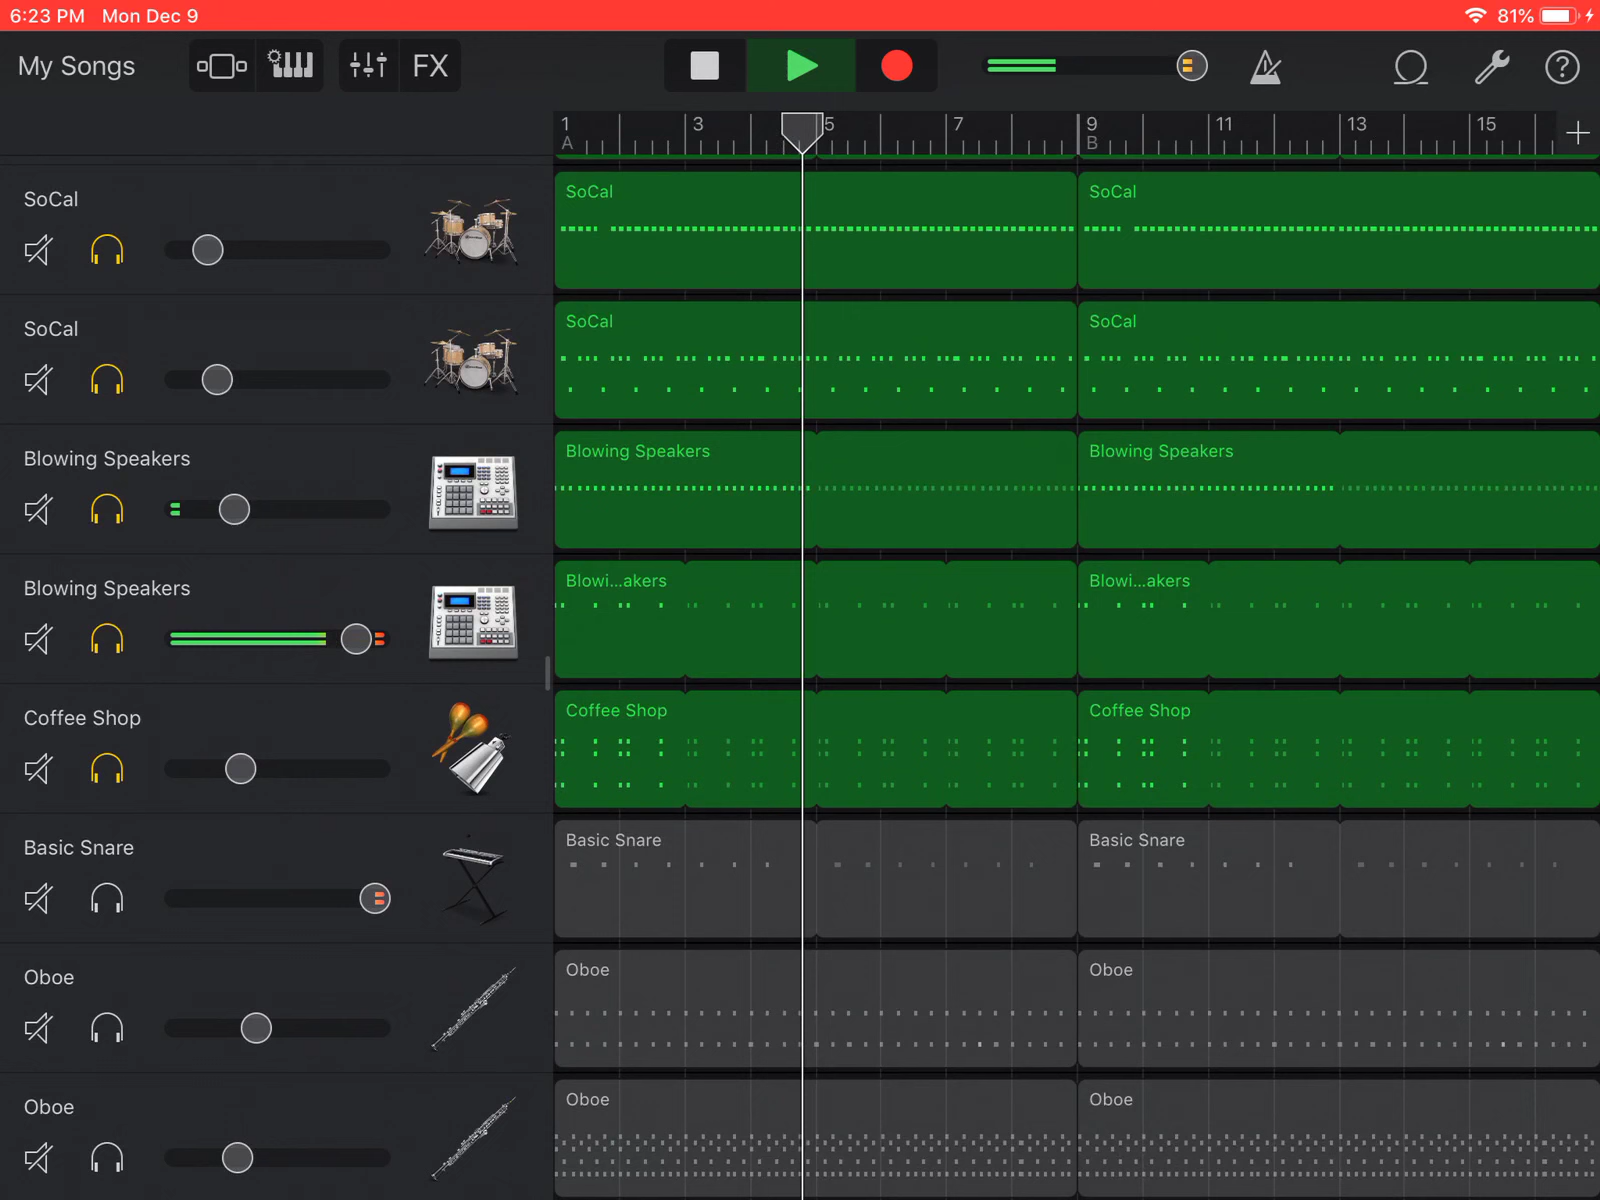 6:23 PM Mon Dec 9
81%
My Songs
FX
1 3 5 7 9 11 13 15
A B
SoCal
SoCal
SoCal
SoCal
SoCal
SoCal
Blowing Speakers
Blowing Speakers
Blowing Speakers
Blowing Speakers
Blowi...akers
Blowi...akers
Coffee Shop
Coffee Shop
Coffee Shop
Basic Snare
Basic Snare
Basic Snare
Oboe
Oboe
Oboe
Oboe
Oboe
Oboe